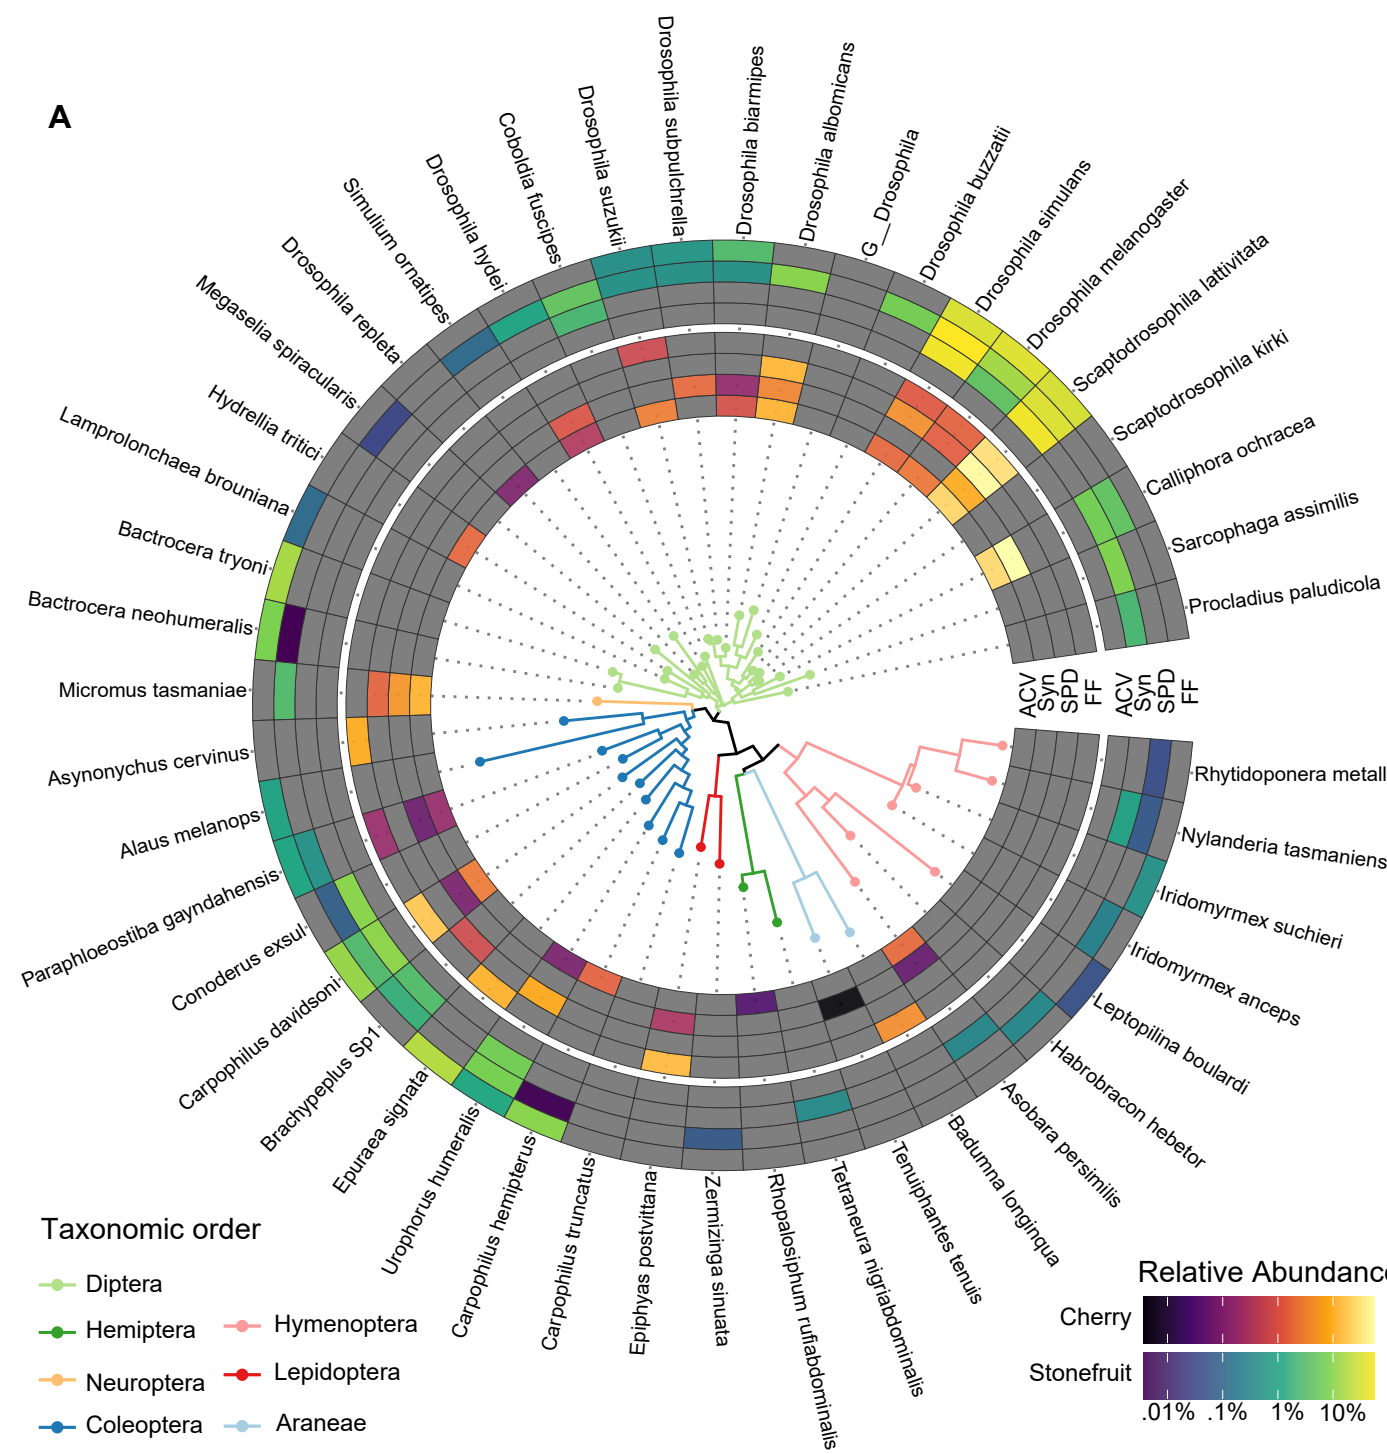 A
Drosophila subpulchrella
Drosophila biarmipes
Drosophila albomicans
G__Drosophila
Drosophila buzzatii
Drosophila simulans
Drosophila melanogaster
Scaptodrosophila lattivitata
Scaptodrosophila kirki
Calliphora ochracea
Sarcophaga assimilis
Procladius paludicola
ACV
Syn
SPD
FF
ACV
Syn
SPD
FF
Rhytidoponera metall
Nylanderia tasmaniens
Iridomyrmex suchieri
Iridomyrmex anceps
Leptopilina boulardi
Habrobracon hebetor
Asobara persimilis
Badumna longinqua
Tenuiphantes tenuis
Tetraneura nigriabdominalis
Rhopalosiphum rufiabdominalis
Zermizinga sinuata
Epiphyas postvittana
Carpophilus truncatus
Carpophilus hemipterus
Urophorus humeralis
Epuraea signata
Brachypeplus Sp1
Carpophilus davidsoni
Conoderus exsul
Paraphloeostiba gayndahensis
Alaus melanops
Asynonychus cervinus
Micromus tasmaniae
Bactrocera neohumeralis
Bactrocera tryoni
Lamprolonchaea brouniana
Hydrellia tritici
Megaselia spiracularis
Drosophila repleta
Simulium ornatipes
Drosophila hydei
Coboldia fuscipes
Drosophila suzukii
Taxonomic order
Diptera
Hemiptera
Neuroptera
Coleoptera
Hymenoptera
Lepidoptera
Araneae
Relative Abundance
Cherry
Stonefruit
.01% .1% 1% 10%